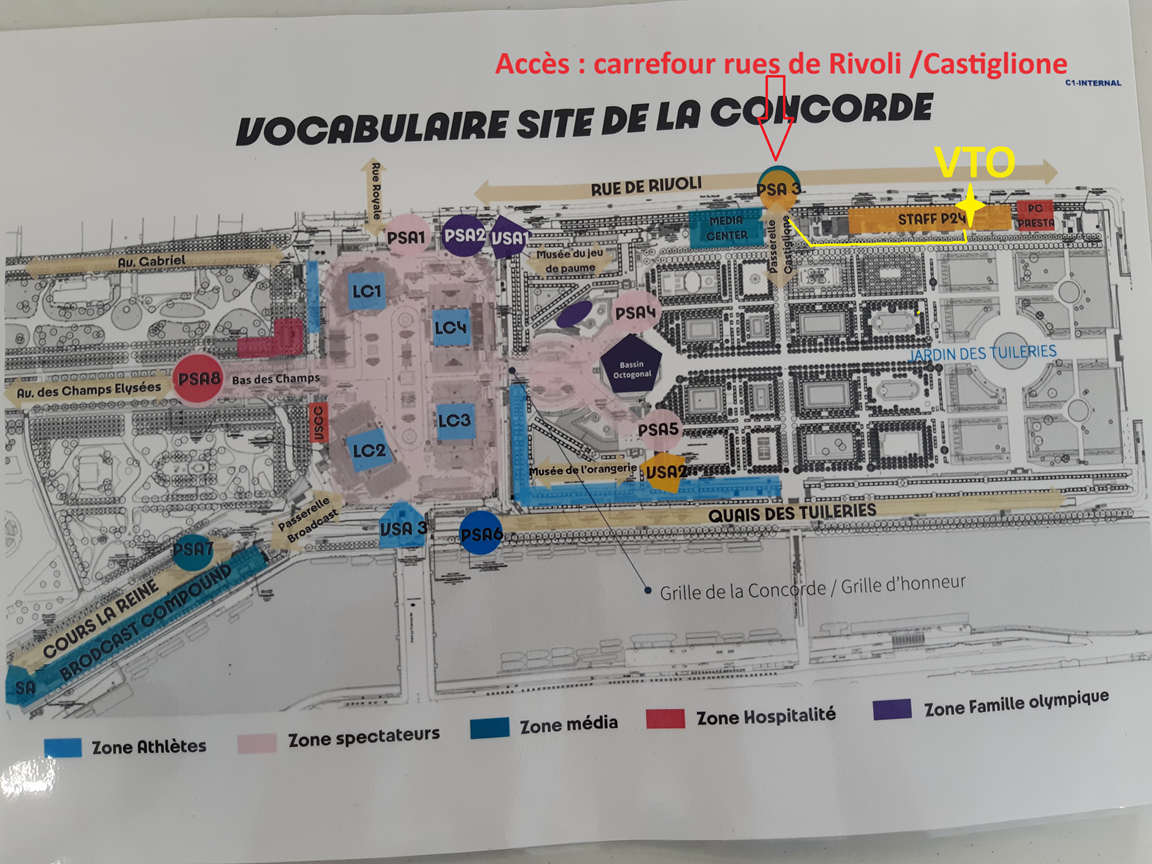 Accès : carrefour rues de Rivoli /Castiglione
C1-INTERNAL
VOCABULAIRE SITE DE LA CONCORDE
VTO
Rue Royale
RUE DE RIVOLI
PSA 3
STAFF P24
PC
PRESTA
MEDIA
CENTER
Passerelle
Castiglione
PSA1
PSA2
VSA1
Av. Gabriel
Musée du jeu
de paume
LC1
LC4
PSA4
JARDIN DES TUILERIES
Bassin
Octogonal
PSA8
Bas des Champs
Av. des Champs Elysées
VSCC
LC3
LC2
PSA5
Musée de l'orangerie
VSA2
Passerelle
Broadcast
VSA 3
PSA6
QUAIS DES TUILERIES
PSA7
COURS LA REINE
BRODCAST COMPOUND
SA
Grille de la Concorde / Grille d'honneur
Zone Athlètes
Zone spectateurs
Zone média
Zone Hospitalité
Zone Famille olympique